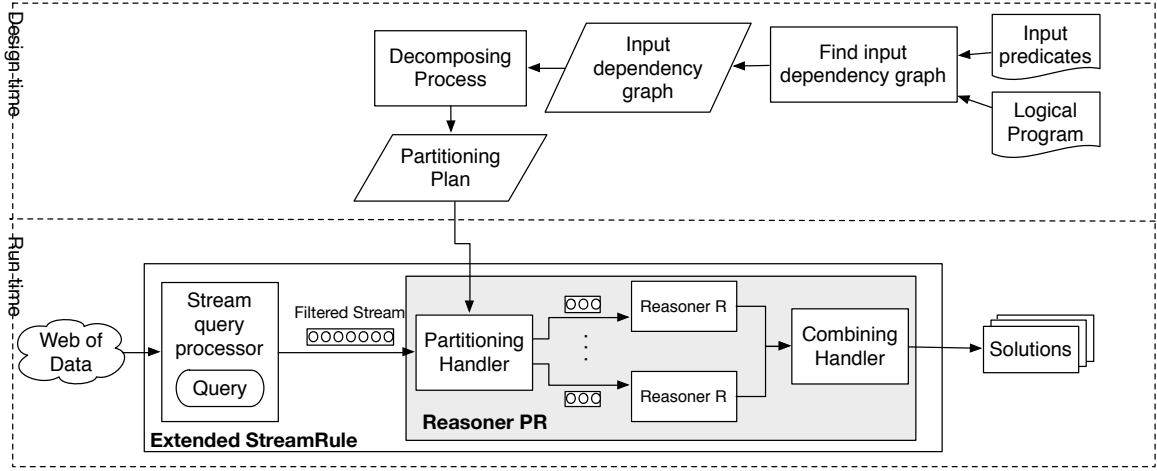 Design-time
Decomposing
Process
Input
dependency
graph
Find input
dependency graph
Input
predicates
Logical
Program
Partitioning
Plan
Run-time
Web of
Data
Stream
query
processor
Query
Filtered Stream
Partitioning
Handler
Reasoner R
Reasoner R
Combining
Handler
Solutions
Reasoner PR
Extended StreamRule